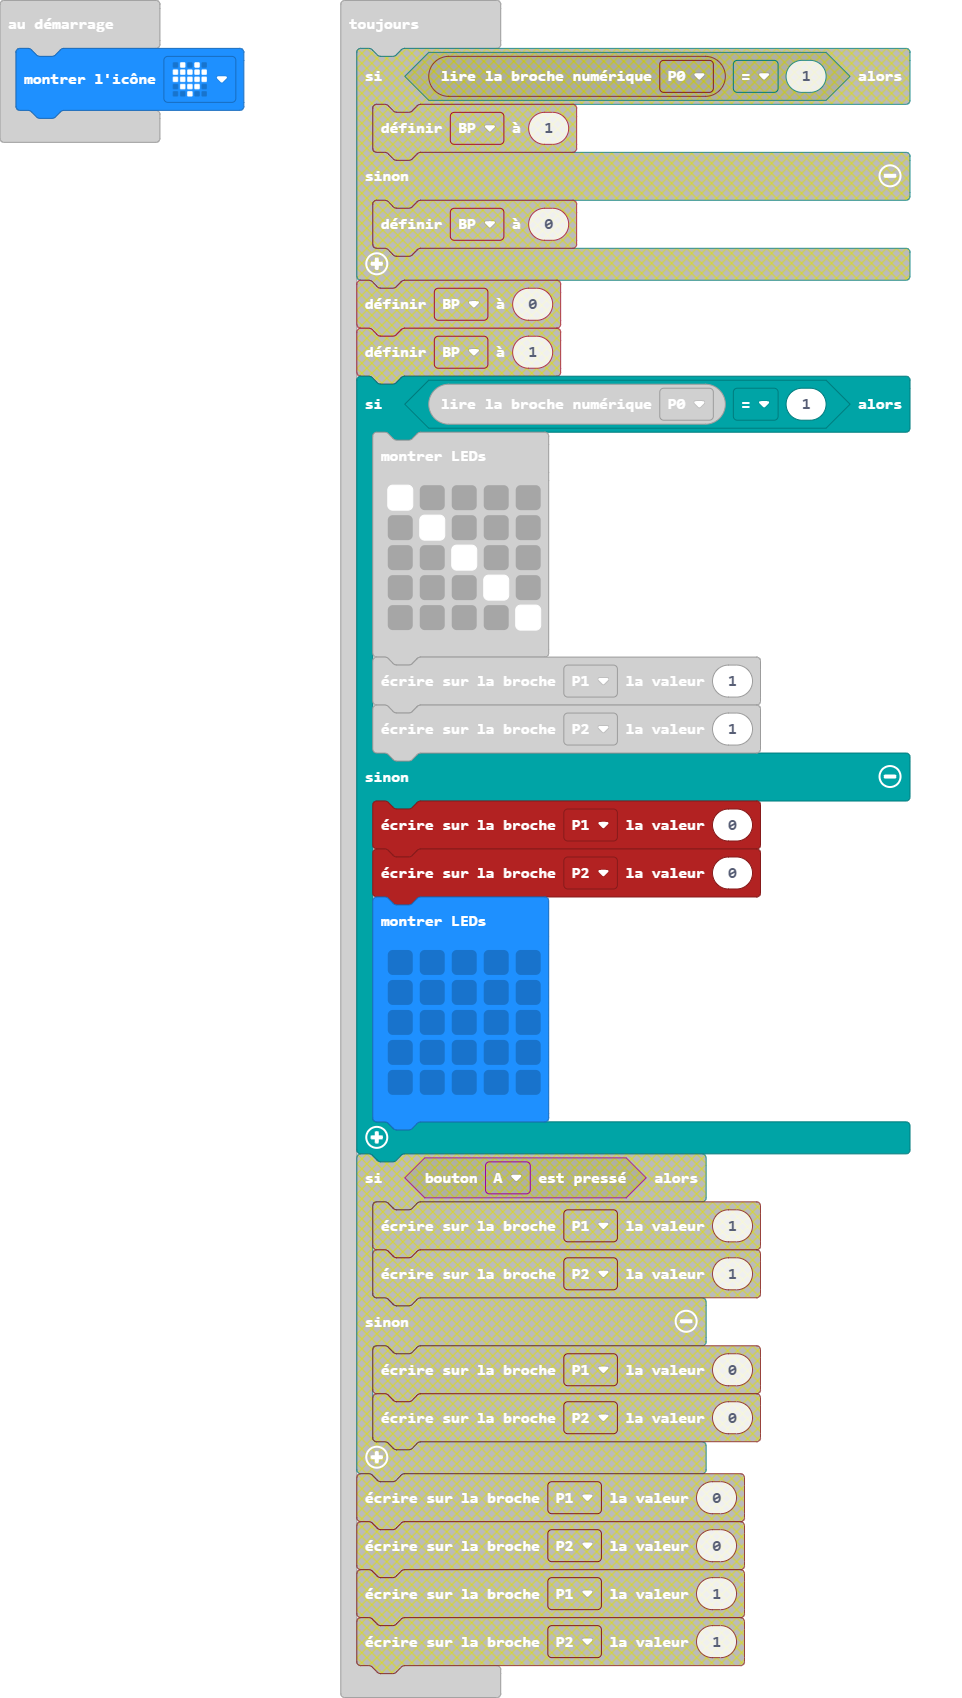 au démarrage
montrer l'icône
toujours
si lire la broche numérique P0 = 1 alors
définir BP à 1
sinon
définir BP à 0
définir BP à 0
définir BP à 1
si lire la broche numérique P0 = 1 alors
montrer LEDs
écrire sur la broche P1 la valeur 1
écrire sur la broche P2 la valeur 1
sinon
écrire sur la broche P1 la valeur 0
écrire sur la broche P2 la valeur 0
montrer LEDs
si bouton A est pressé alors
écrire sur la broche P1 la valeur 1
écrire sur la broche P2 la valeur 1
sinon
écrire sur la broche P1 la valeur 0
écrire sur la broche P2 la valeur 0
écrire sur la broche P1 la valeur 0
écrire sur la broche P2 la valeur 0
écrire sur la broche P1 la valeur 1
écrire sur la broche P2 la valeur 1